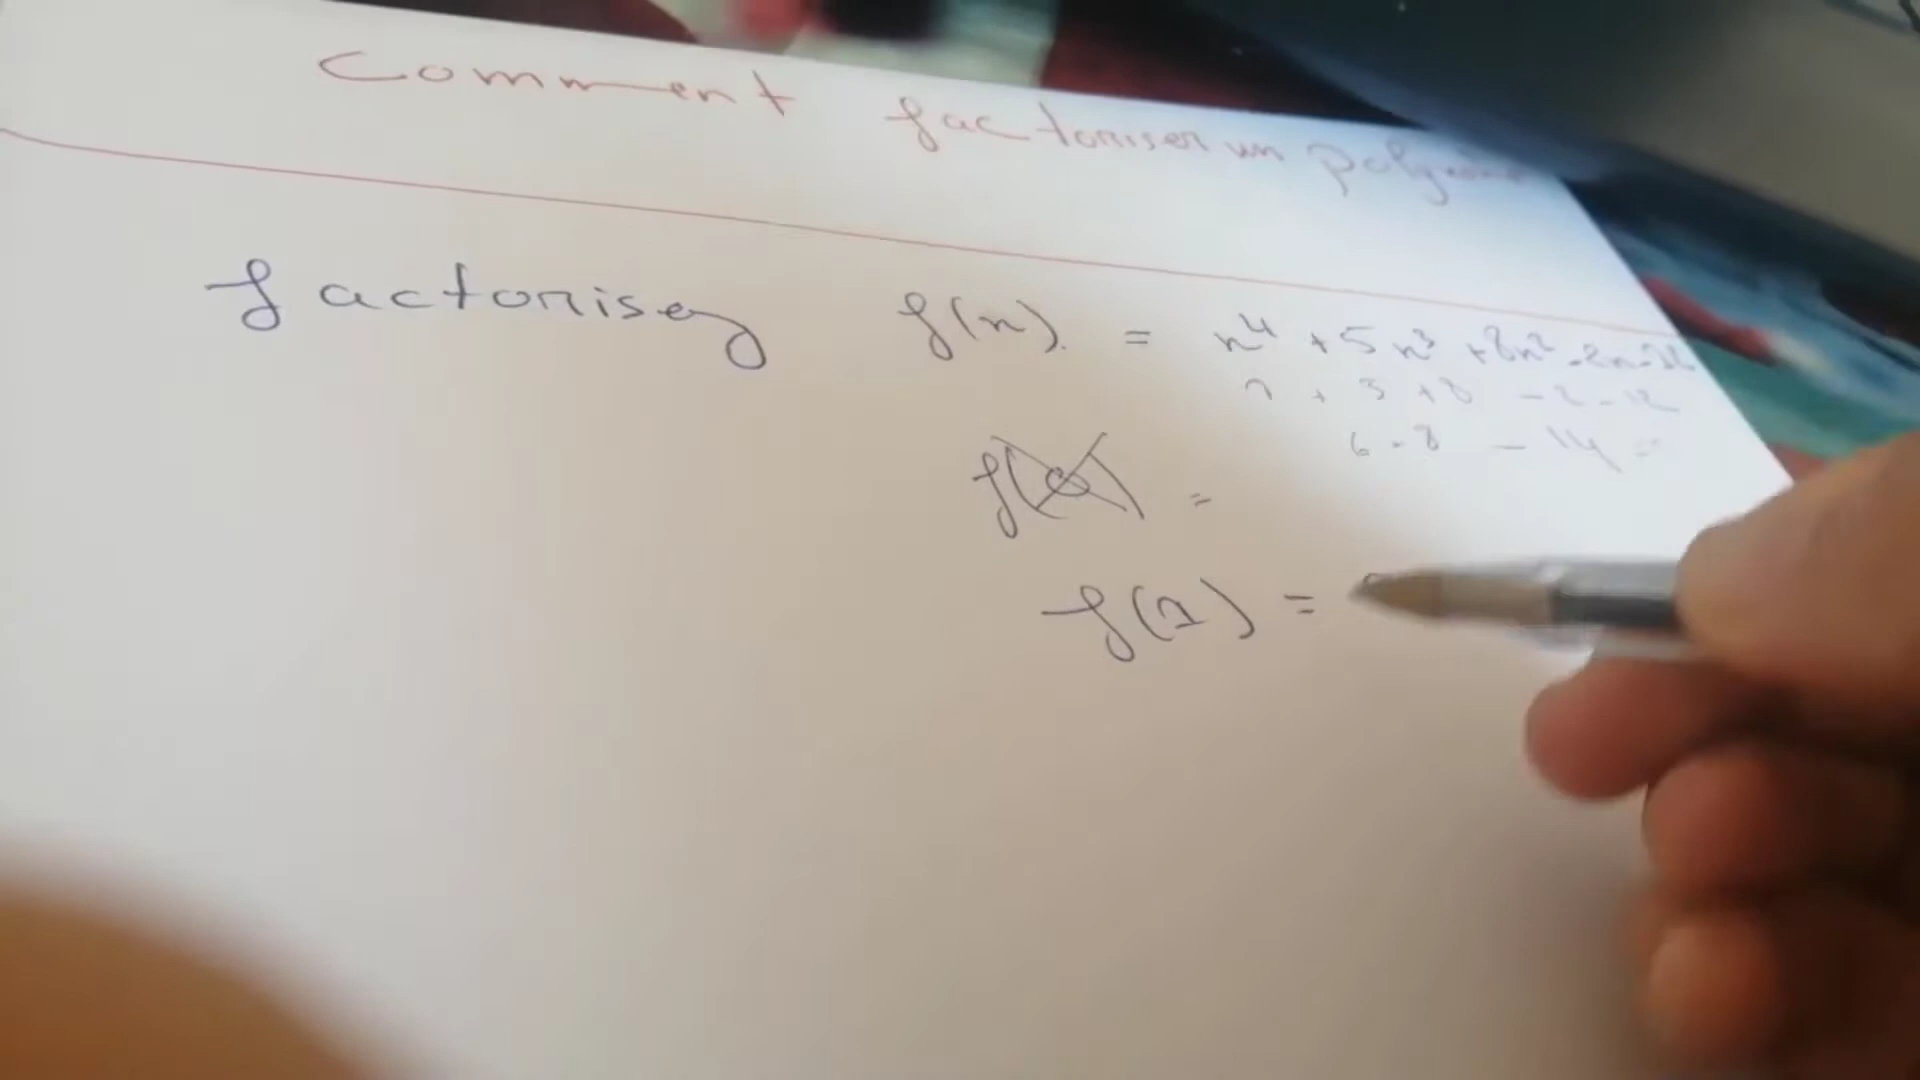 Comment factoriser un
factorisez f(x) = x⁴ + 5x³ + 8x² - 2x - 12
1 + 5 + 8 - 2 - 12
6 - 8 - 14 =
f(0) =
f(1) =